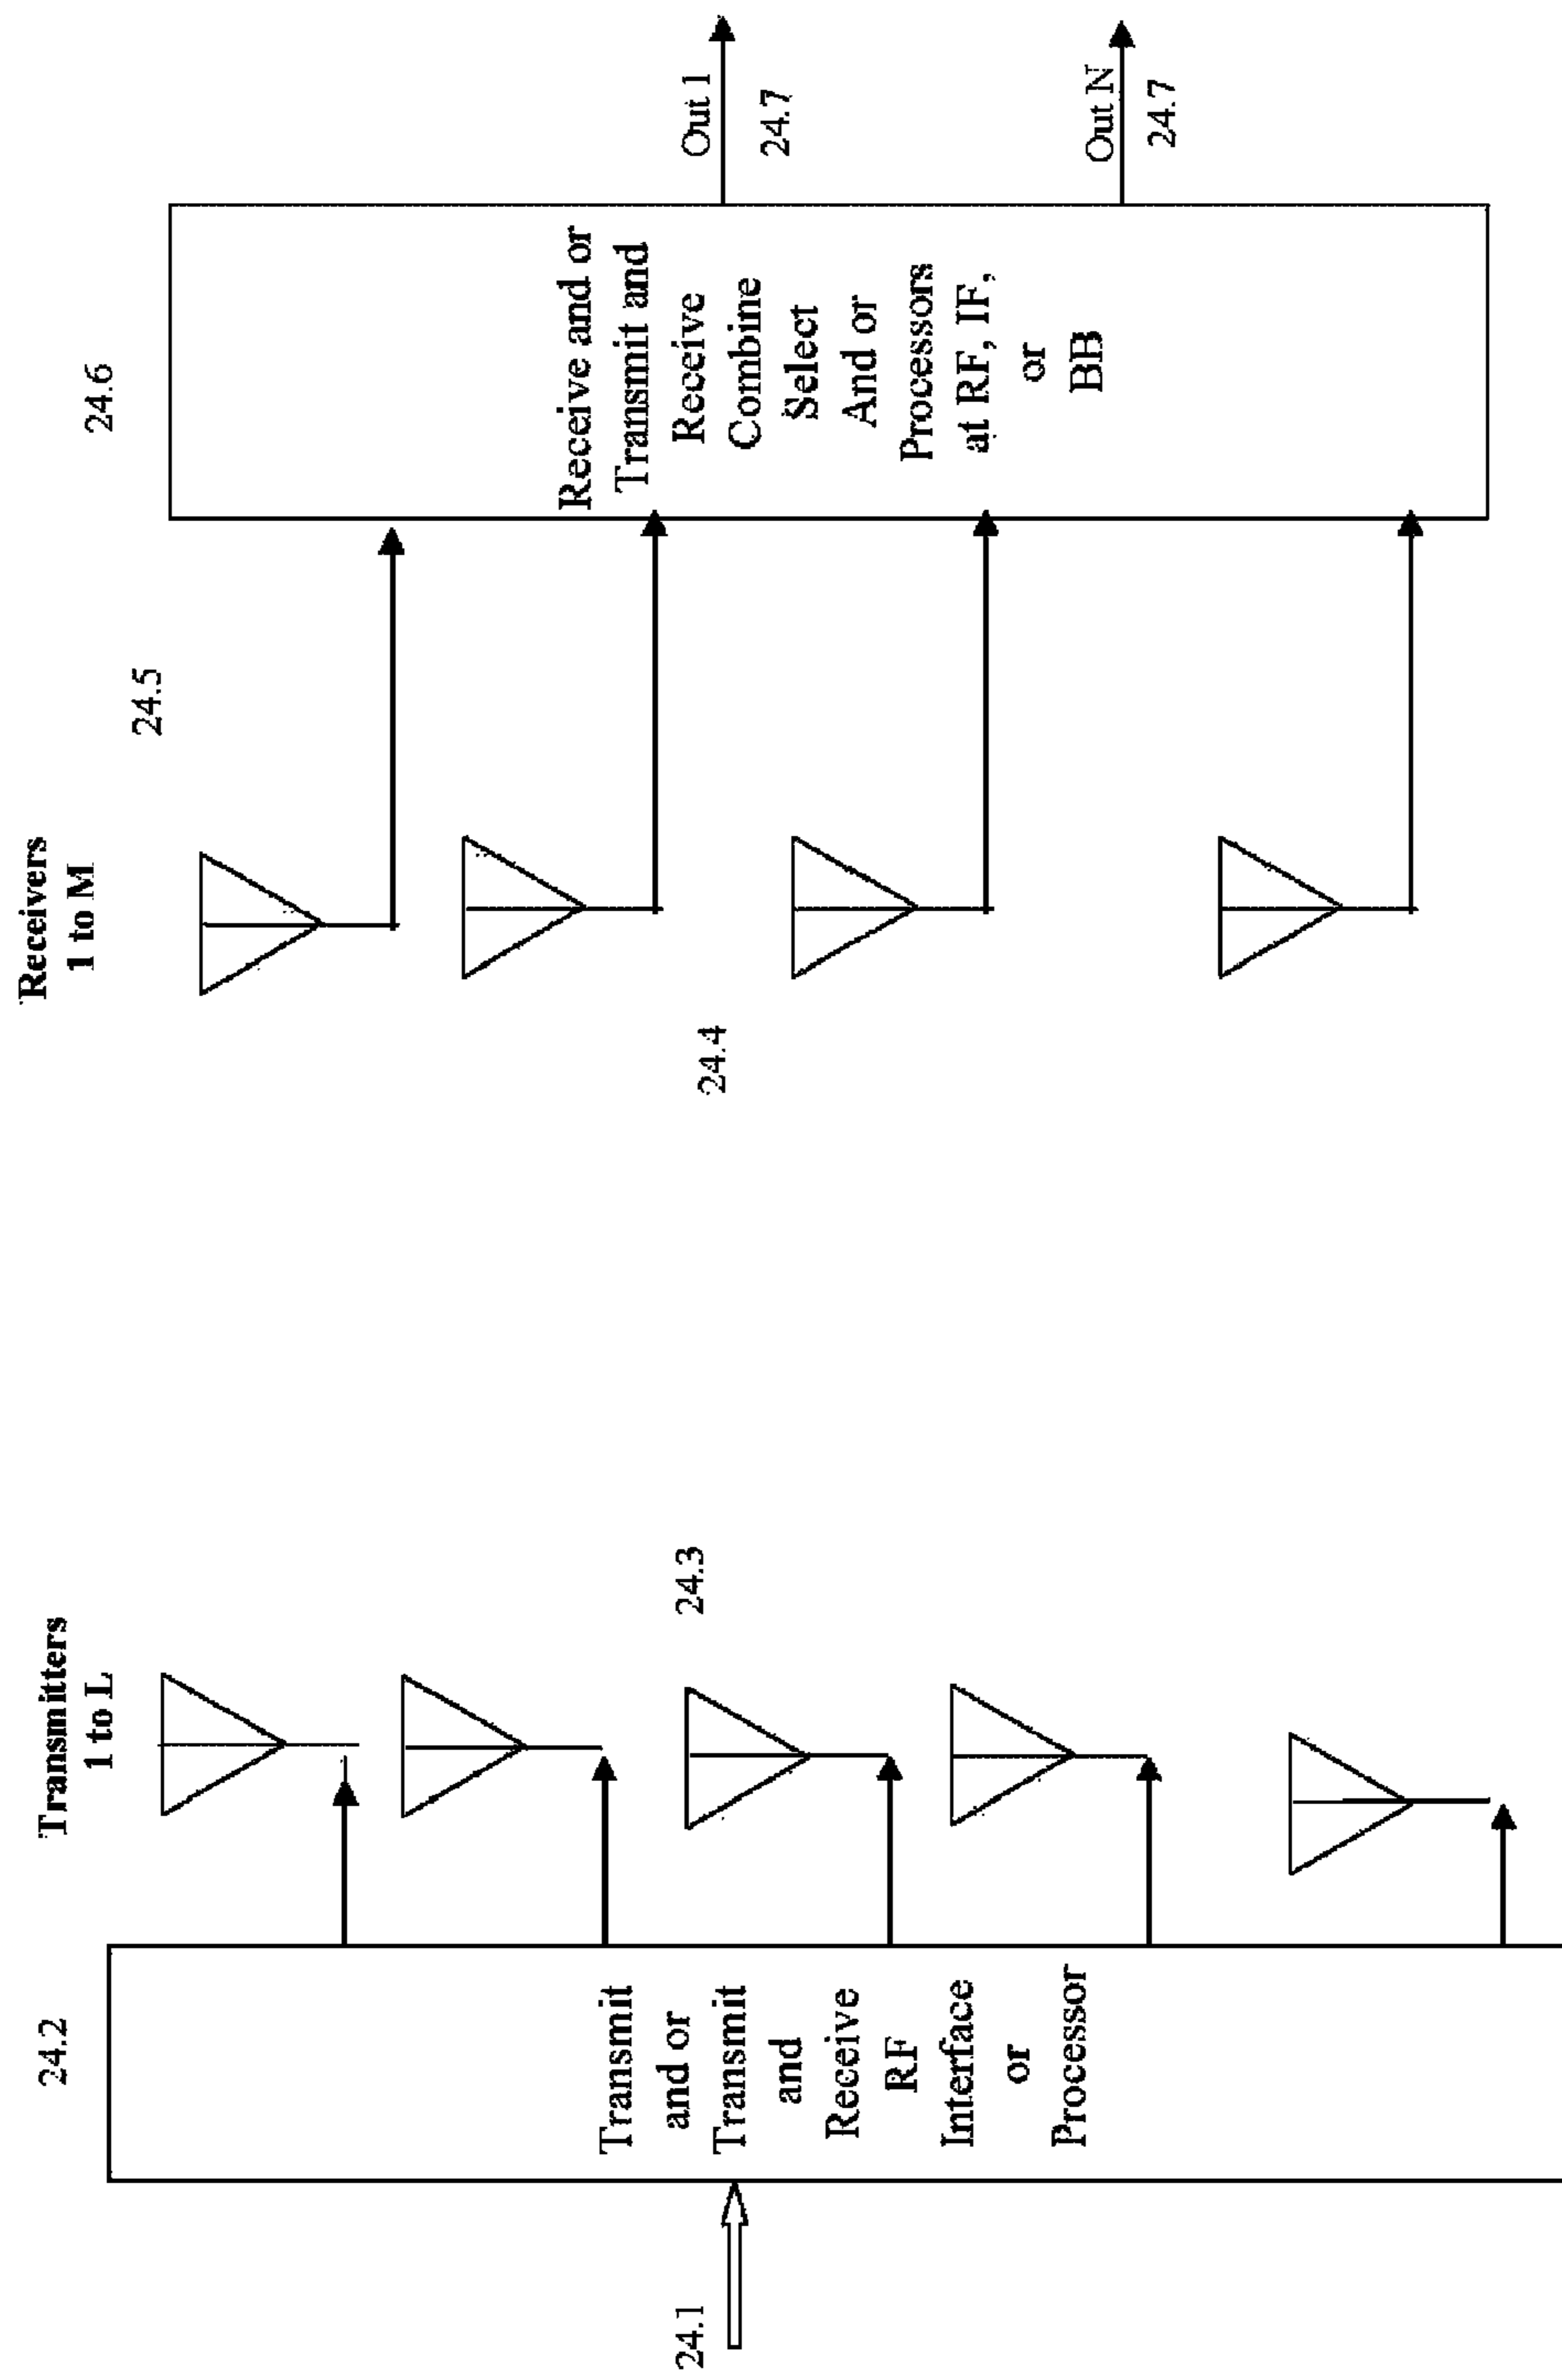 24.1
24.2
Transmit
and or
Transmit
and
Receive
RF
Interface
or
Processor
Transmitters
1 to L
24.3
Receivers
1 to M
24.4
24.5
24.6
Receive and or
Transmit and
Receive
Combine
Select
And or
Processors
at RF, IF,
or
BB
Out 1
24.7
Out N
24.7